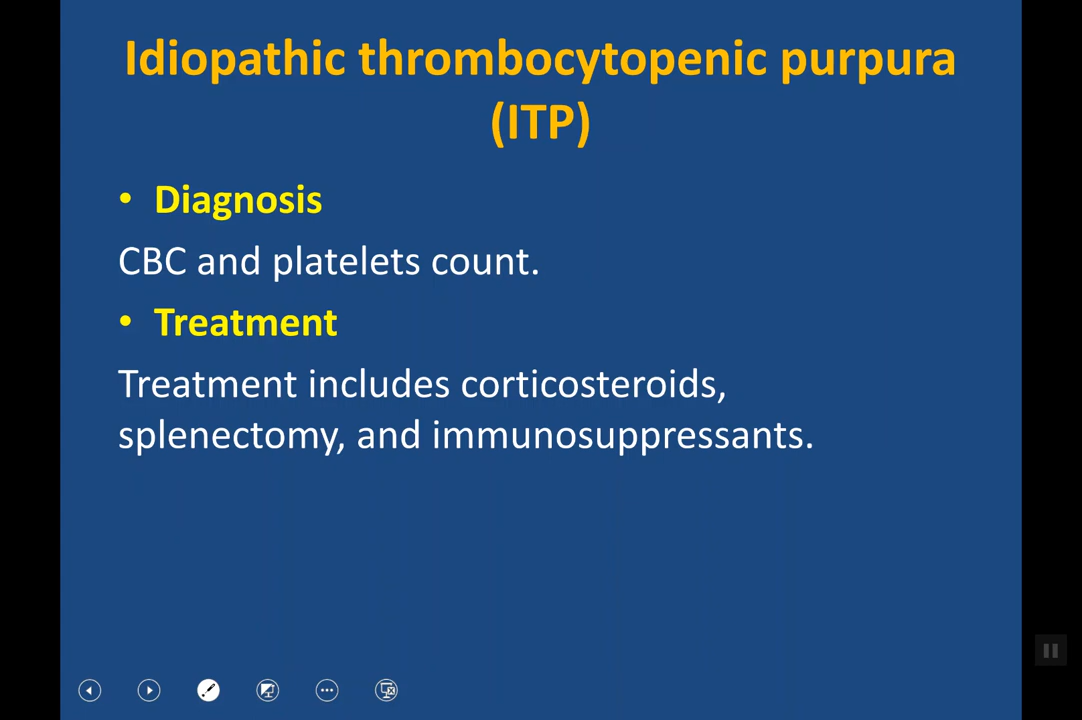 Idiopathic thrombocytopenic purpura
(ITP)
• Diagnosis
CBC and platelets count.
• Treatment
Treatment includes corticosteroids,
splenectomy, and immunosuppressants.